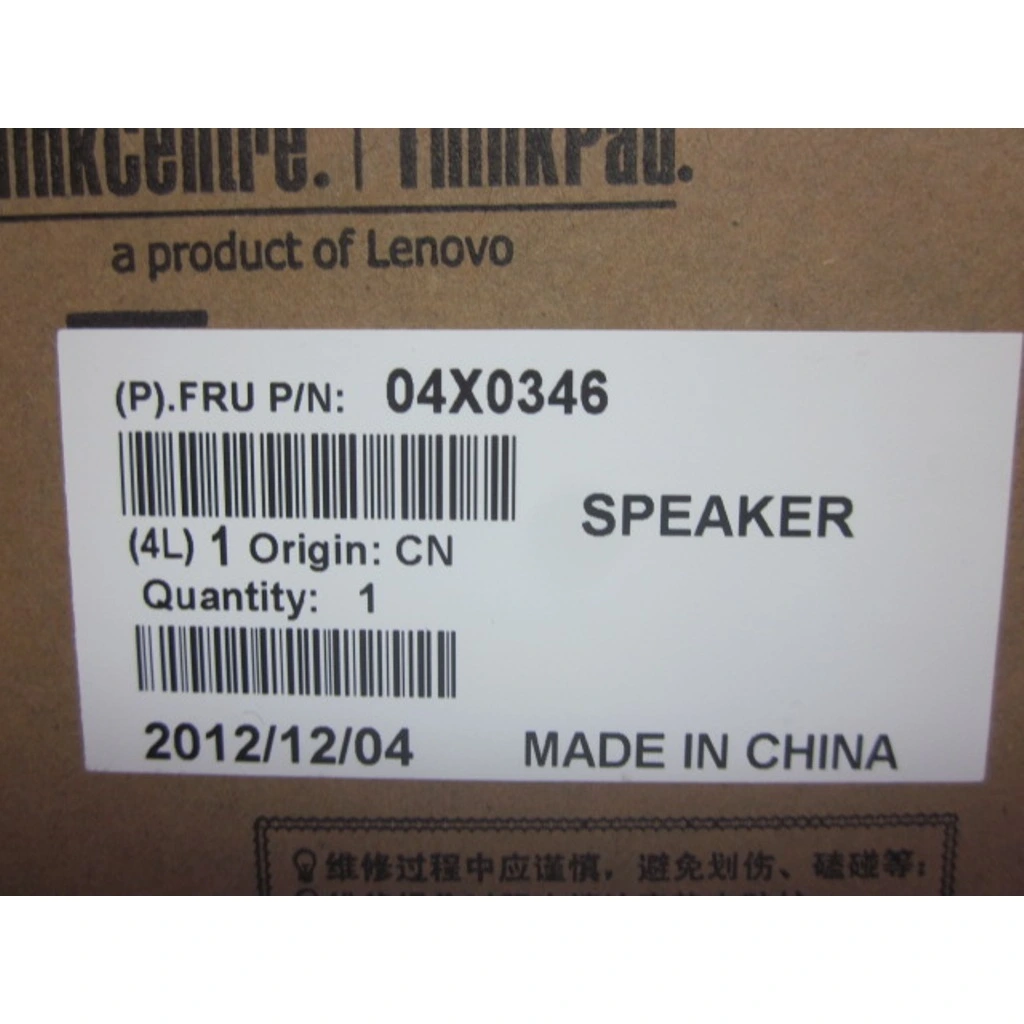 ThinkCentre. | ThinkPad.
a product of Lenovo
(P).FRU P/N: 04X0346
SPEAKER
(4L) 1 Origin: CN
Quantity: 1
2012/12/04 MADE IN CHINA
维修过程中应谨慎，避免划伤、磕碰等：